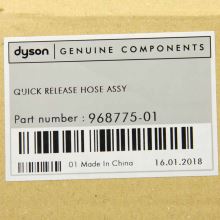 dyson | GENUINE COMPONENTS
QUICK RELEASE HOSE ASSY
Part number : 968775-01
01 Made In China 16.01.2018